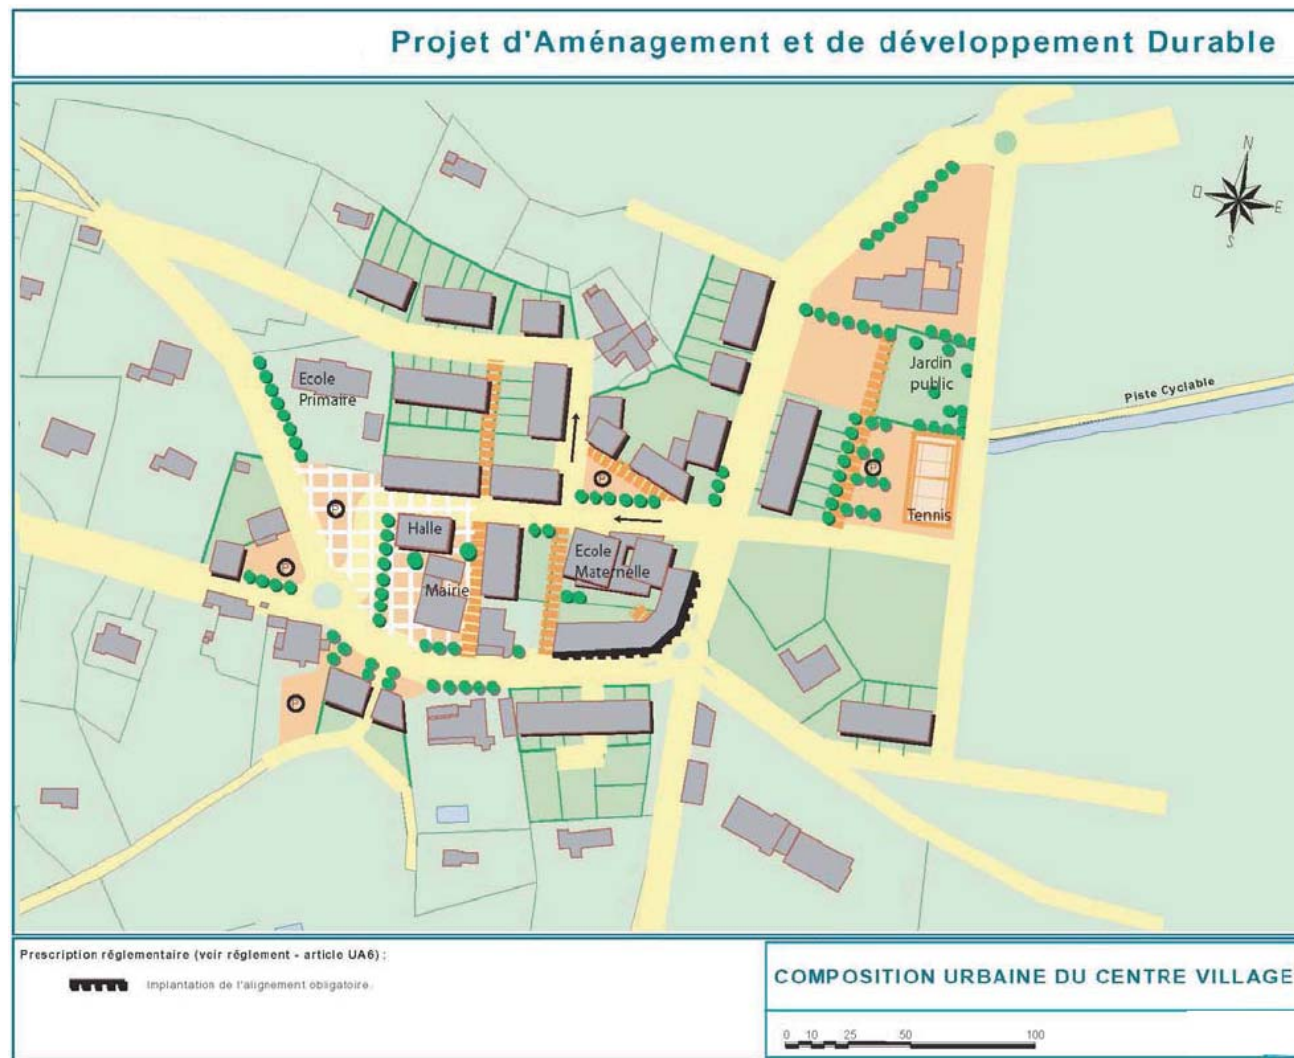 Projet d'Aménagement et de développement Durable
N
O
E
S
Ecole
Primaire
Jardin
public
Piste Cyclable
P
P
P
Tennis
Halle
Ecole
Maternelle
P
Mairie
P
Prescription réglementaire (voir règlement - article UA6) :
Implantation de l'alignement obligatoire.
COMPOSITION URBAINE DU CENTRE VILLAGE
0 10 25 50 100